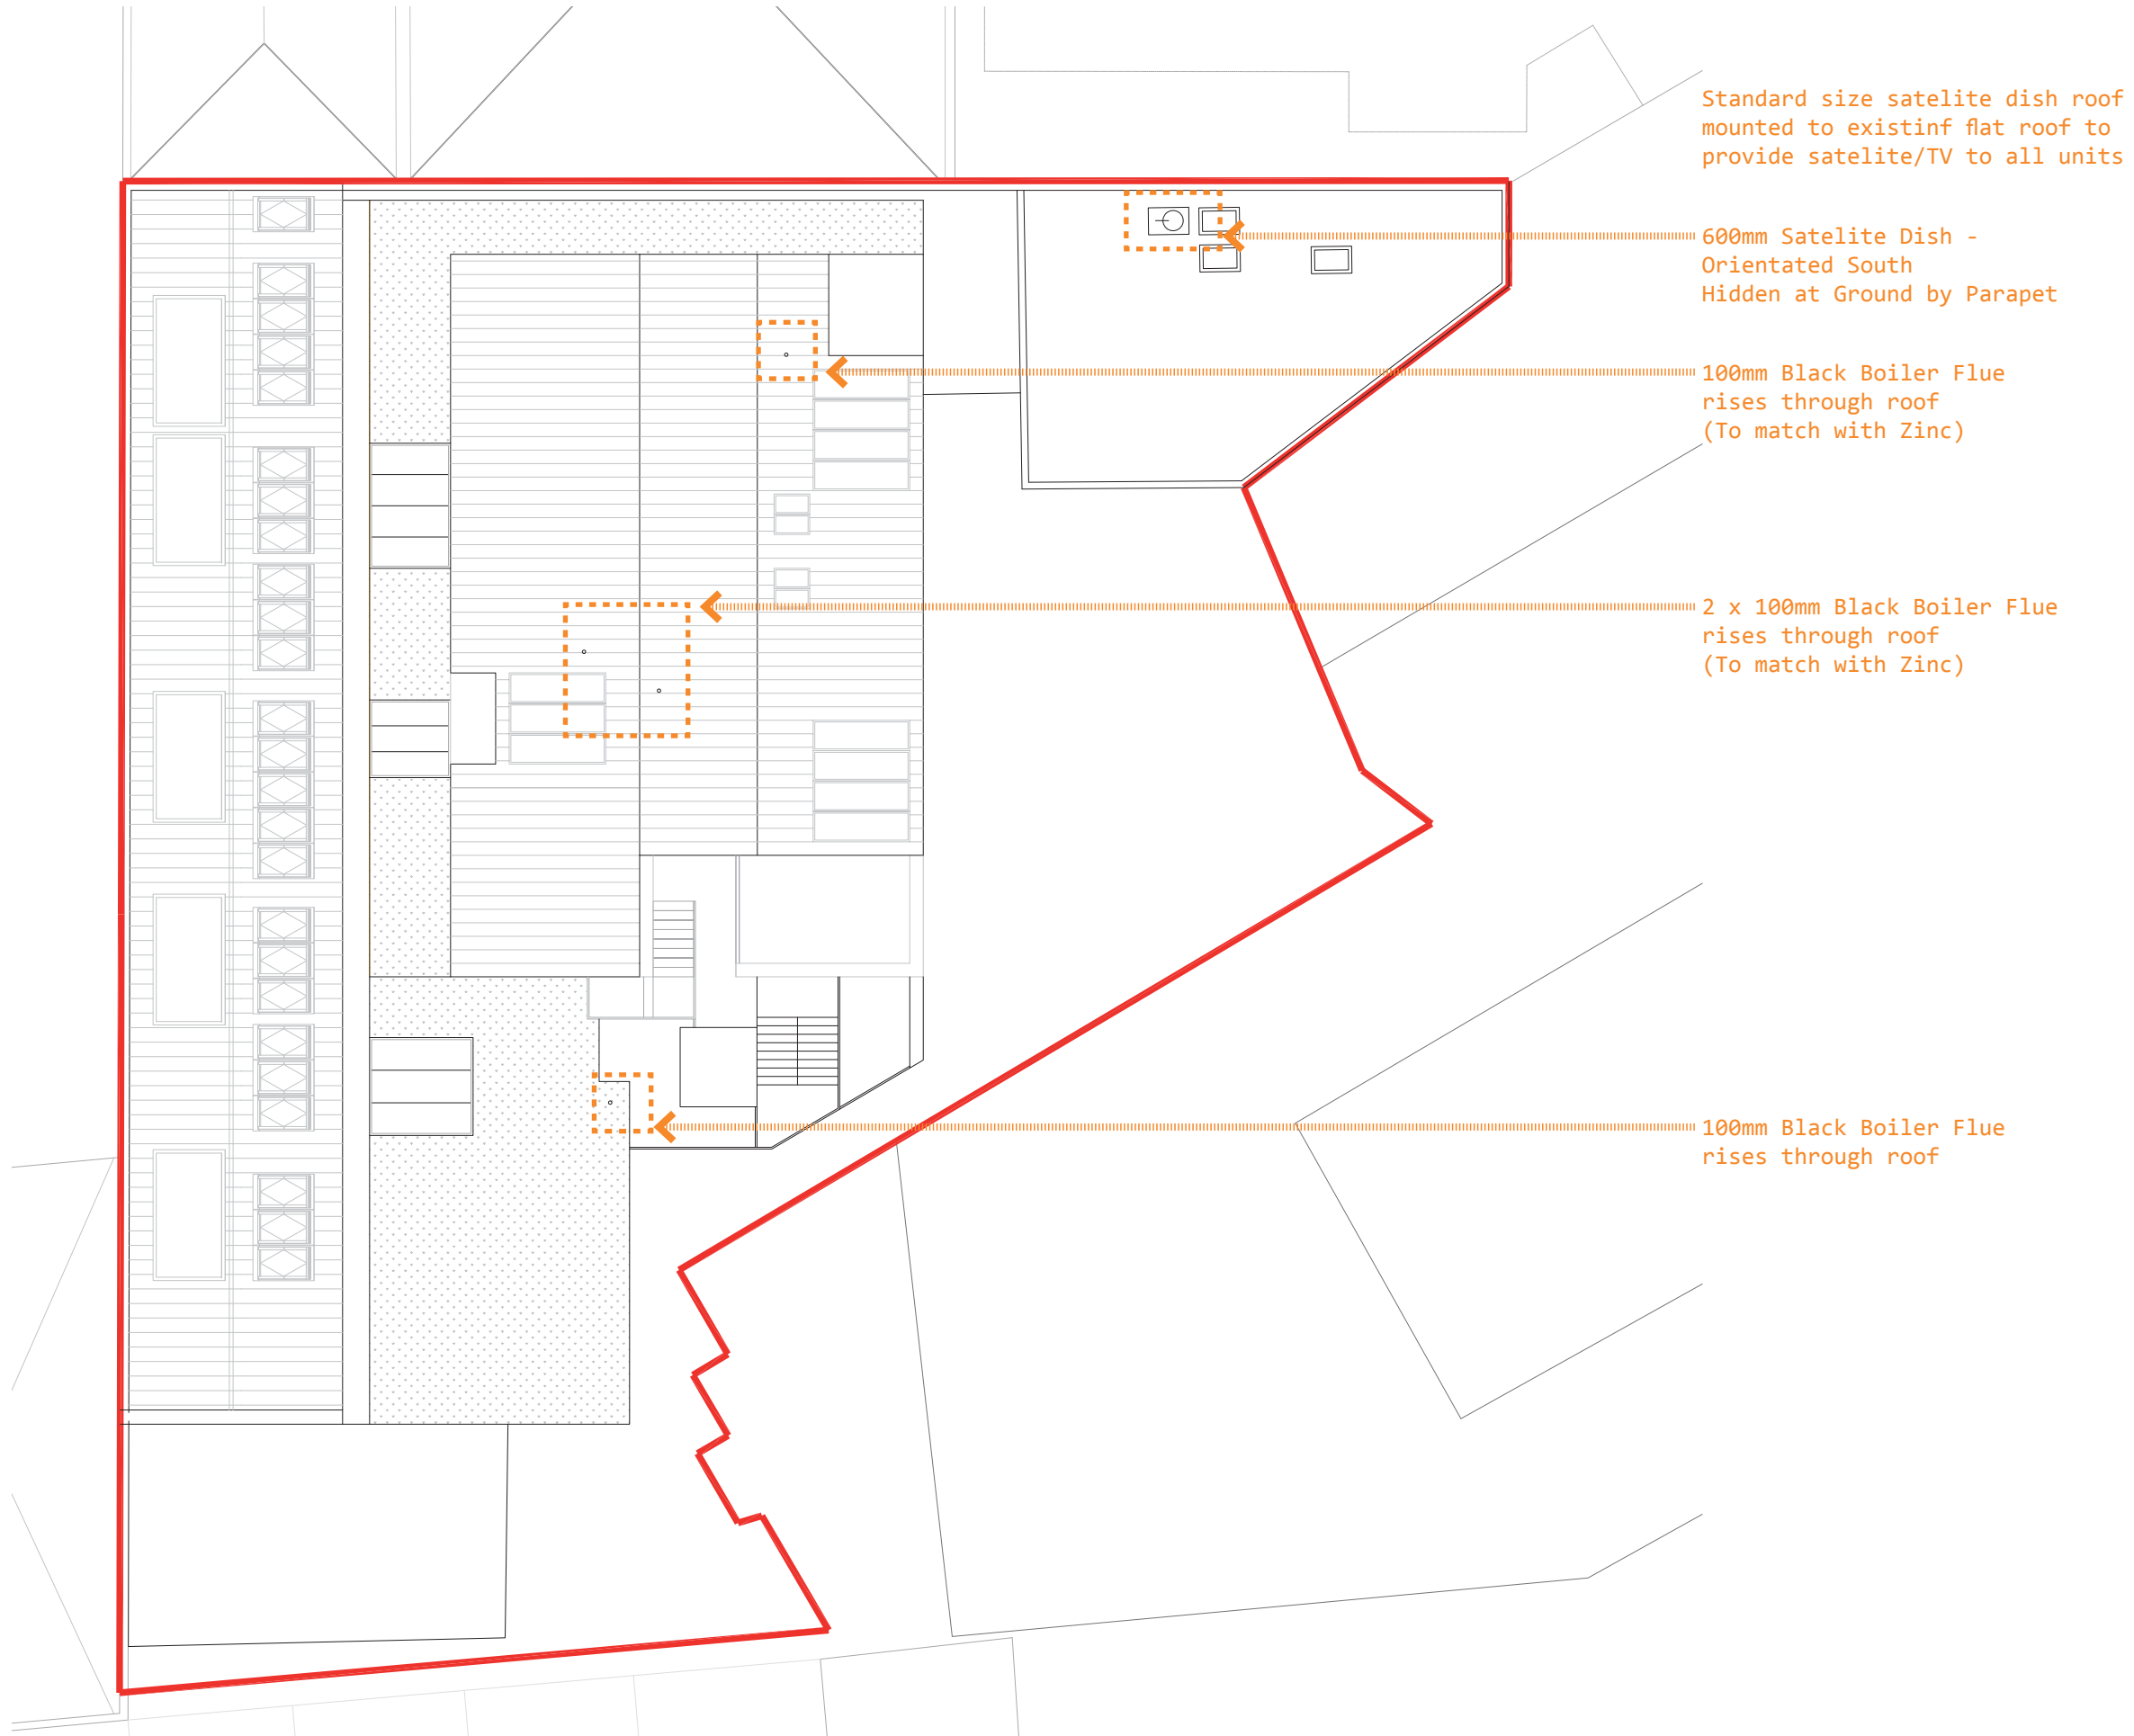 Standard size satelite dish roof
mounted to existinf flat roof to
provide satelite/TV to all units
600mm Satelite Dish -
Orientated South
Hidden at Ground by Parapet
100mm Black Boiler Flue
rises through roof
(To match with Zinc)
2 x 100mm Black Boiler Flue
rises through roof
(To match with Zinc)
100mm Black Boiler Flue
rises through roof